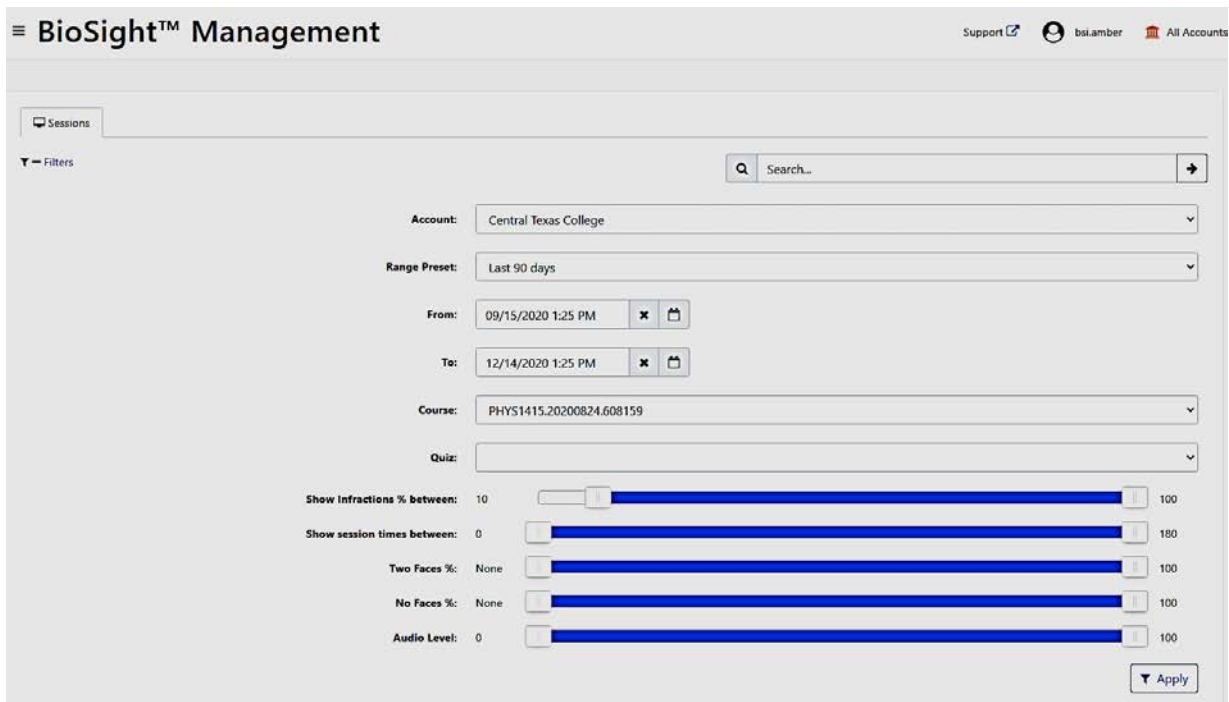 BioSight™ Management
Support bsi.amber All Accounts
Sessions
Filters
Search...
Account: Central Texas College
Range Preset: Last 90 days
From: 09/15/2020 1:25 PM
To: 12/14/2020 1:25 PM
Course: PHYS1415.20200824.608159
Quiz:
Show Infractions % between: 10 100
Show session times between: 0 180
Two Faces %: None 100
No Faces %: None 100
Audio Level: 0 100
Apply